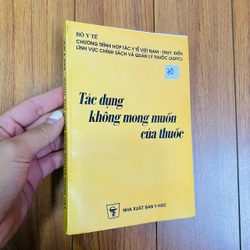 BỘ Y TẾ
CHƯƠNG TRÌNH HỢP TÁC Y TẾ VIỆT NAM - THỤY ĐIỂN
LĨNH VỰC CHÍNH SÁCH VÀ QUẢN LÝ THUỐC (ADPC)
70
Tác dụng
không mong muốn
của thuốc
NHÀ XUẤT BẢN Y HỌC